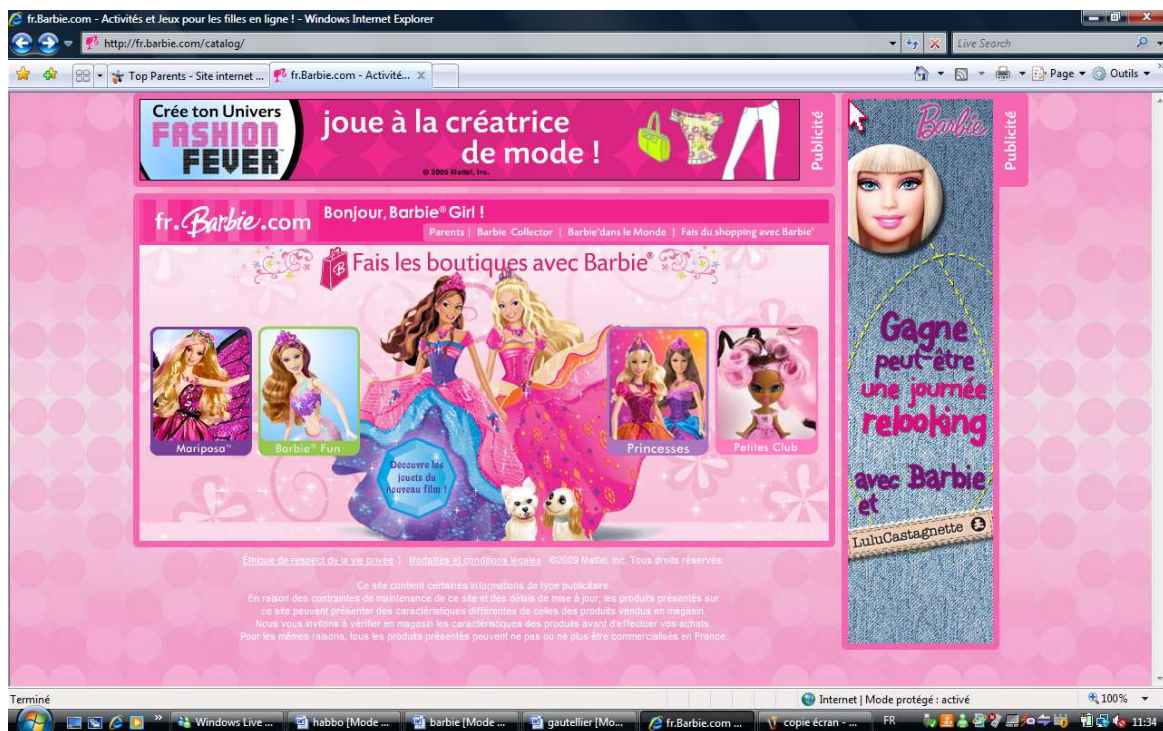 fr.Barbie.com - Activités et Jeux pour les filles en ligne ! - Windows Internet Explorer
http://fr.barbie.com/catalog/
Live Search
Top Parents - Site internet ...
fr.Barbie.com - Activité...
Page
Outils
Crée ton Univers
FASHION
FEVER
joue à la créatrice
de mode !
© 2006 Mattel, Inc.
Publicité
Barbie
Publicité
fr.Barbie.com
Bonjour, Barbie® Girl !
Parents | Barbie Collector | Barbie®dans le Monde | Fais du shopping avec Barbie®
B
Fais les boutiques avec Barbie®
Mariposa™
Barbie® Fun
Découvre les
jouets du
nouveau film !
Princesses
Petites Club
Gagne
peut-être
une journée
relooking
avec Barbie
et
LuluCastagnette
Éthique de respect de la vie privée | Modalités et conditions légales ©2009 Mattel, Inc. Tous droits réservés.
Ce site contient certaines informations de type publicitaire.
En raison des contraintes de maintenance de ce site et des délais de mise à jour, les produits présentés sur
ce site peuvent présenter des caractéristiques différentes de celles des produits vendus en magasin.
Nous vous invitons à vérifier en magasin les caractéristiques des produits avant d'effectuer vos achats.
Pour les mêmes raisons, tous les produits présentés peuvent ne pas ou ne plus être commercialisés en France.
Terminé
Internet | Mode protégé : activé
100%
Windows Live ...
habbo [Mode ...
barbie [Mode ...
gautellier [Mo...
fr.Barbie.com ...
copie écran - ...
FR
11:34